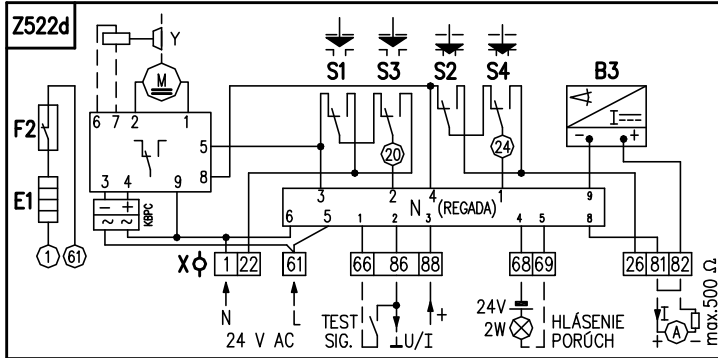 Z522d
Y
S1 S3 S2 S4 B3
M
F2
E1
6 7 2 1
5
8
3 4 9
- +
~ ~
KBPC
20
24
I
- +
3 2 4 1 9
N (REGADA)
6 5 1 2 3 4 5 8
1 61
X 1 22 61 66 86 88 68 69 26 81 82
N L
24 V AC
TEST
SIG.
U/I
+
24V
2W
HLÁSENIE
PORÚCH
I
+ A -
max.500 Ω